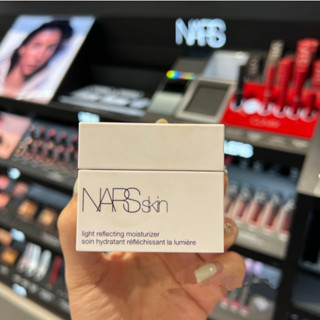 NARS
NARSskin
light reflecting moisturizer
soin hydratant réfléchissant la lumière